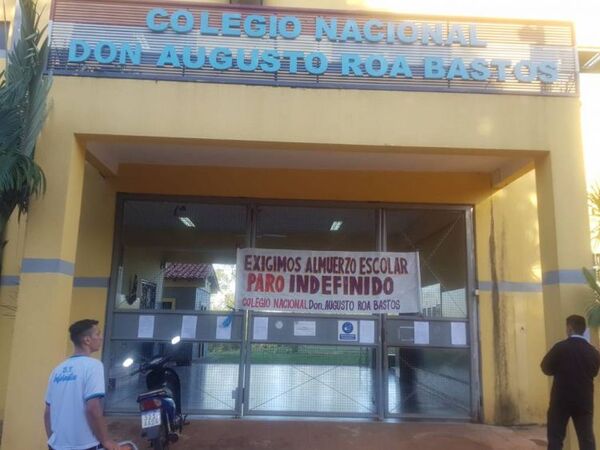 COLEGIO NACIONAL
DON AUGUSTO ROA BASTOS
EXIGIMOS ALMUERZO ESCOLAR
PARO INDEFINIDO
COLEGIO NACIONAL Don. AUGUSTO ROA BASTOS